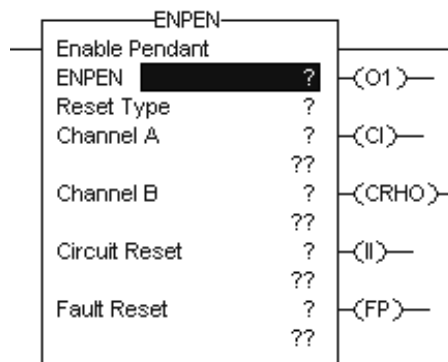 ENPEN
Enable Pendant
ENPEN ? (O1)
Reset Type ?
Channel A ? (CI)
??
Channel B ? (CRHO)
??
Circuit Reset ? (II)
??
Fault Reset ? (FP)
??